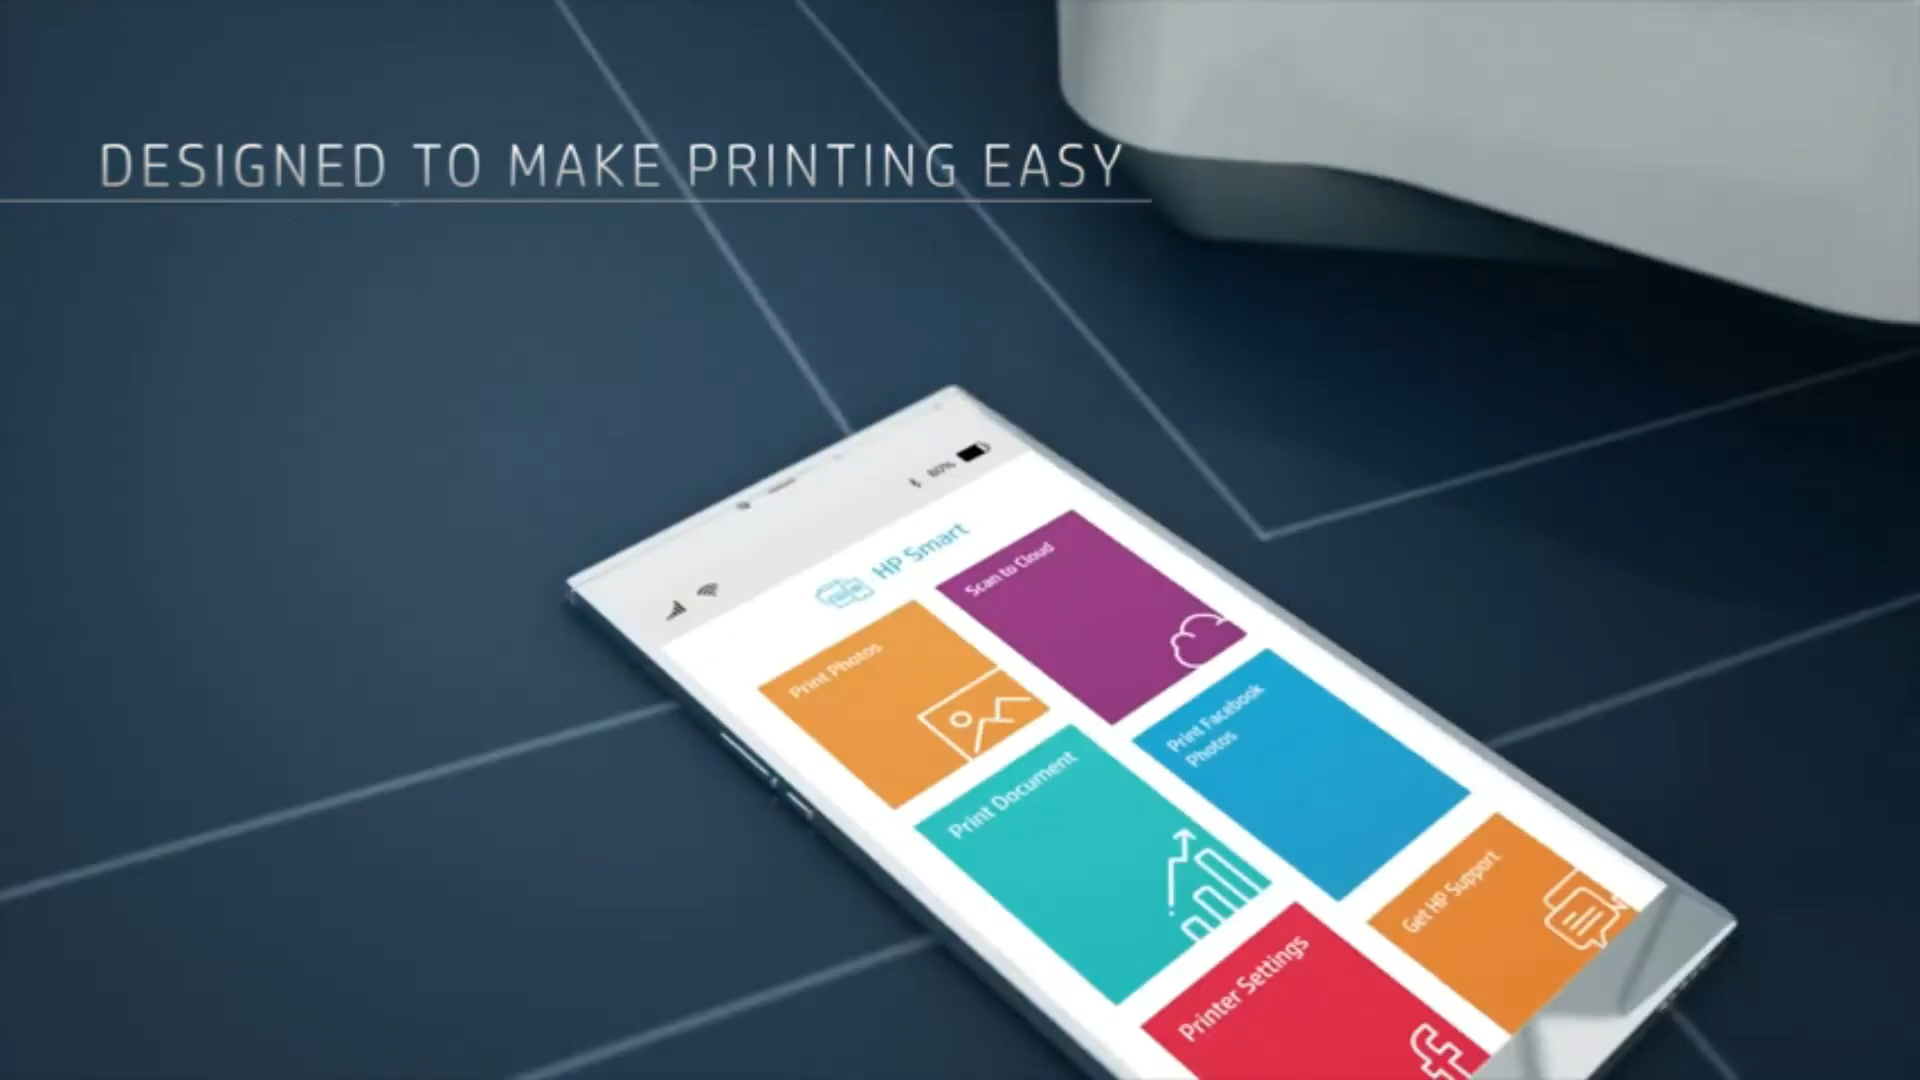 DESIGNED TO MAKE PRINTING EASY
80%
HP Smart
Print Photos
Scan to Cloud
Print Document
Print Facebook
Photos
Printer Settings
Get HP Support